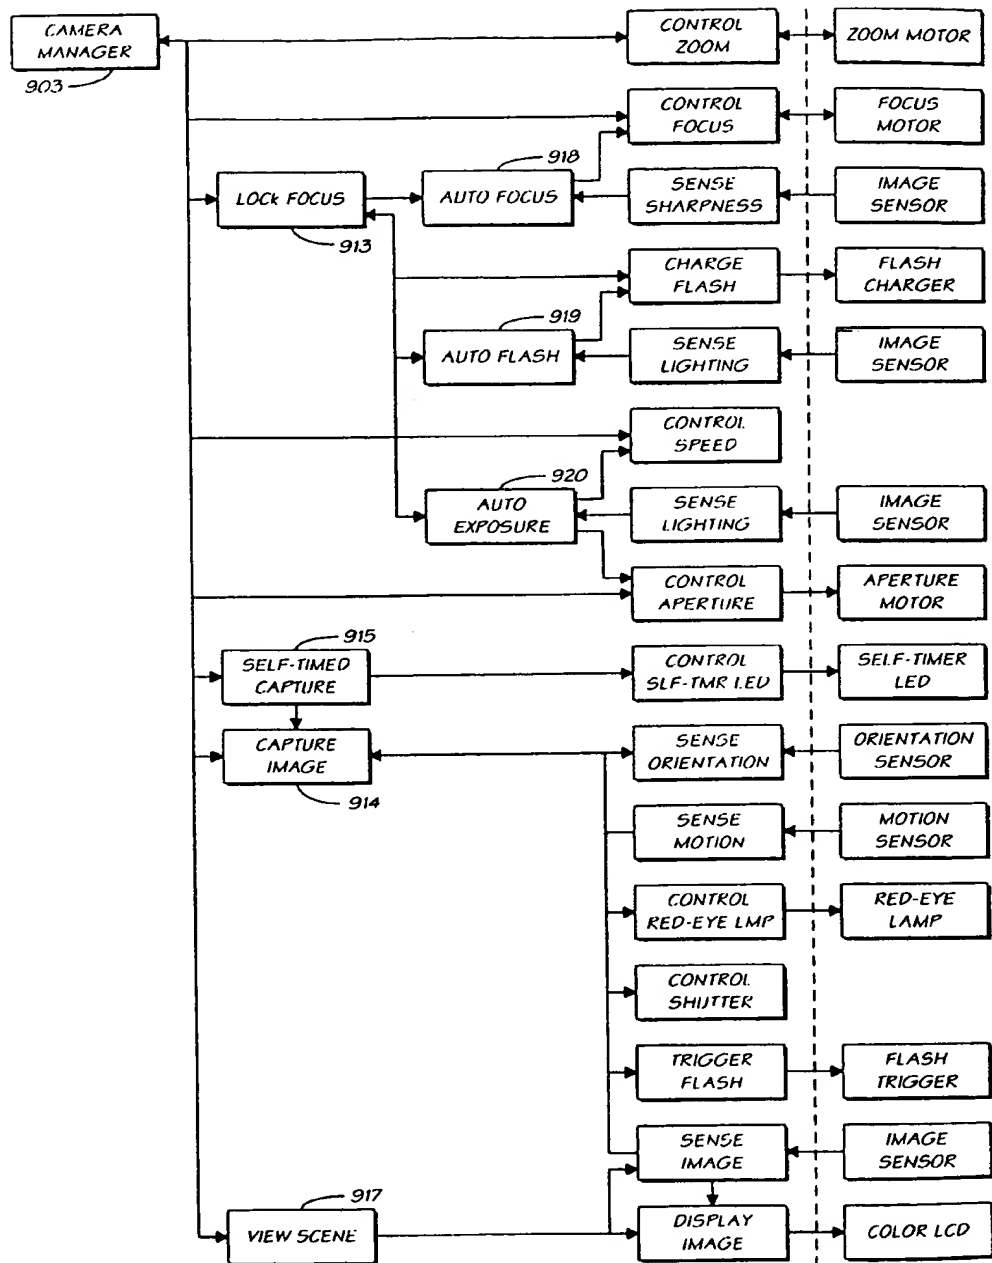 CAMERA
MANAGER
903
CONTROL
ZOOM
ZOOM MOTOR
CONTROL
FOCUS
FOCUS
MOTOR
918
LOCK FOCUS
913
AUTO FOCUS
SENSE
SHARPNESS
IMAGE
SENSOR
CHARGE
FLASH
FLASH
CHARGER
919
AUTO FLASH
SENSE
LIGHTING
IMAGE
SENSOR
CONTROL
SPEED
920
AUTO
EXPOSURE
SENSE
LIGHTING
IMAGE
SENSOR
CONTROL
APERTURE
APERTURE
MOTOR
915
SELF-TIMED
CAPTURE
CONTROL
SLF-TMR LED
SELF-TIMER
LED
CAPTURE
IMAGE
914
SENSE
ORIENTATION
ORIENTATION
SENSOR
SENSE
MOTION
MOTION
SENSOR
CONTROL
RED-EYE LMP
RED-EYE
LAMP
CONTROL
SHUTTER
TRIGGER
FLASH
FLASH
TRIGGER
SENSE
IMAGE
IMAGE
SENSOR
917
VIEW SCENE
DISPLAY
IMAGE
COLOR LCD